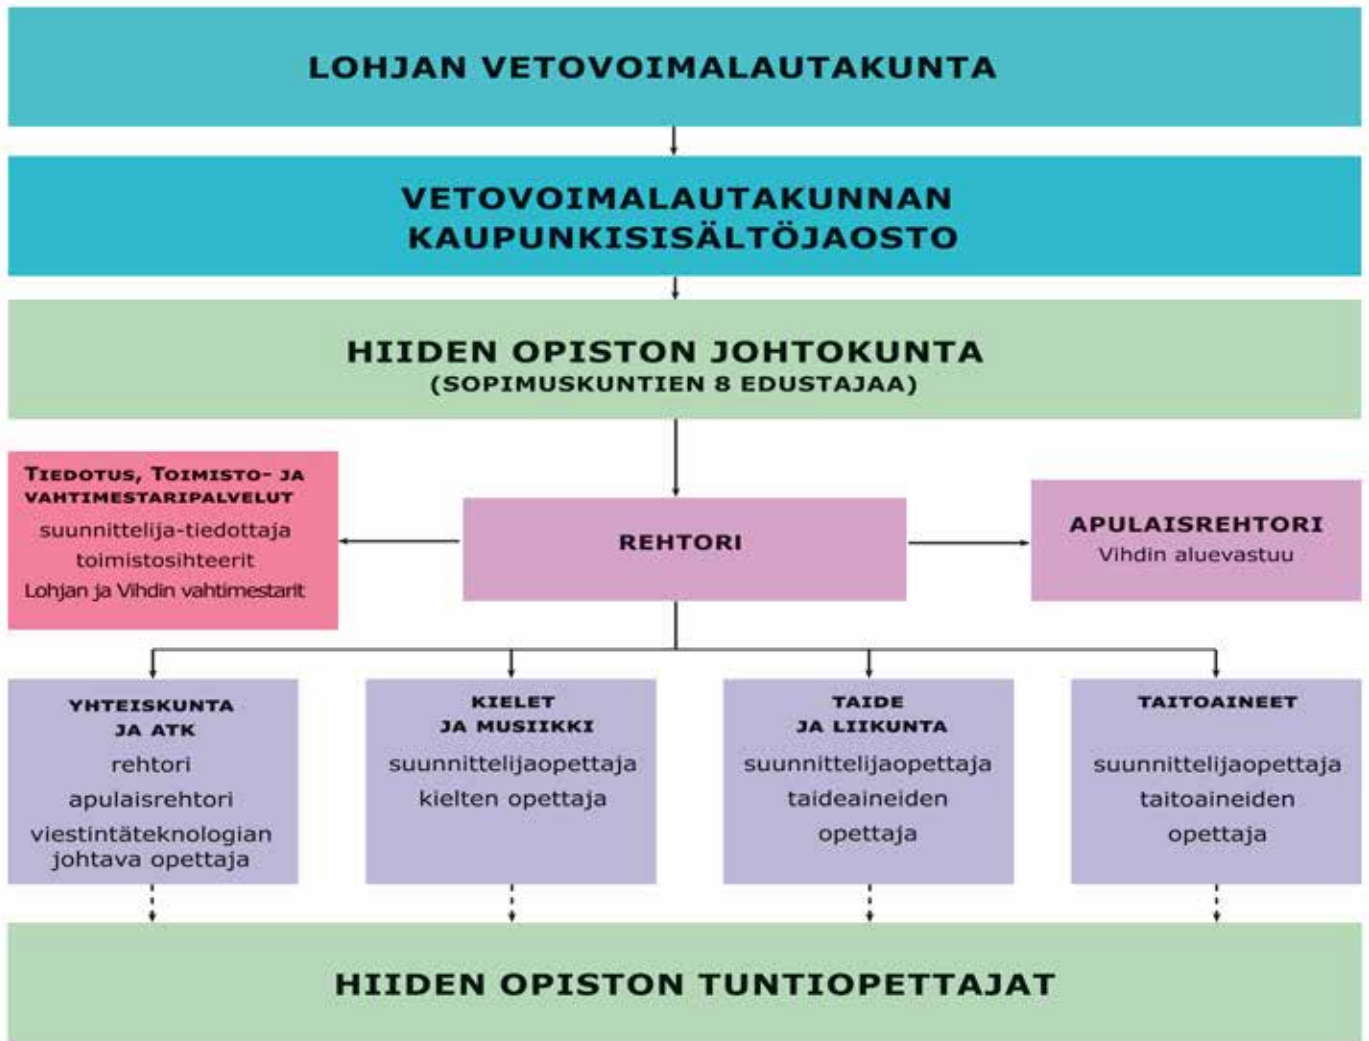 LOHJAN VETOVOIMALAUTAKUNTA
VETOVOIMALAUTAKUNNAN
KAUPUNKISISÄLTÖJAOSTO
HIIDEN OPISTON JOHTOKUNTA
(SOPIMUSKUNTIEN 8 EDUSTAJAA)
TIEDOTUS, TOIMISTO- JA
VAHTIMESTARIPALVELUT
suunnittelija-tiedottaja
toimistosihteerit
Lohjan ja Vihdin vahtimestarit
REHTORI
APULAISREHTORI
Vihdin aluevastuu
YHTEISKUNTA
JA ATK
rehtori
apulaisrehtori
viestintäteknologian
johtava opettaja
KIELET
JA MUSIIKKI
suunnittelijaopettaja
kielten opettaja
TAIDE
JA LIIKUNTA
suunnittelijaopettaja
taideaineiden
opettaja
TAITOAINEET
suunnittelijaopettaja
taitoaineiden
opettaja
HIIDEN OPISTON TUNTIOPETTAJAT